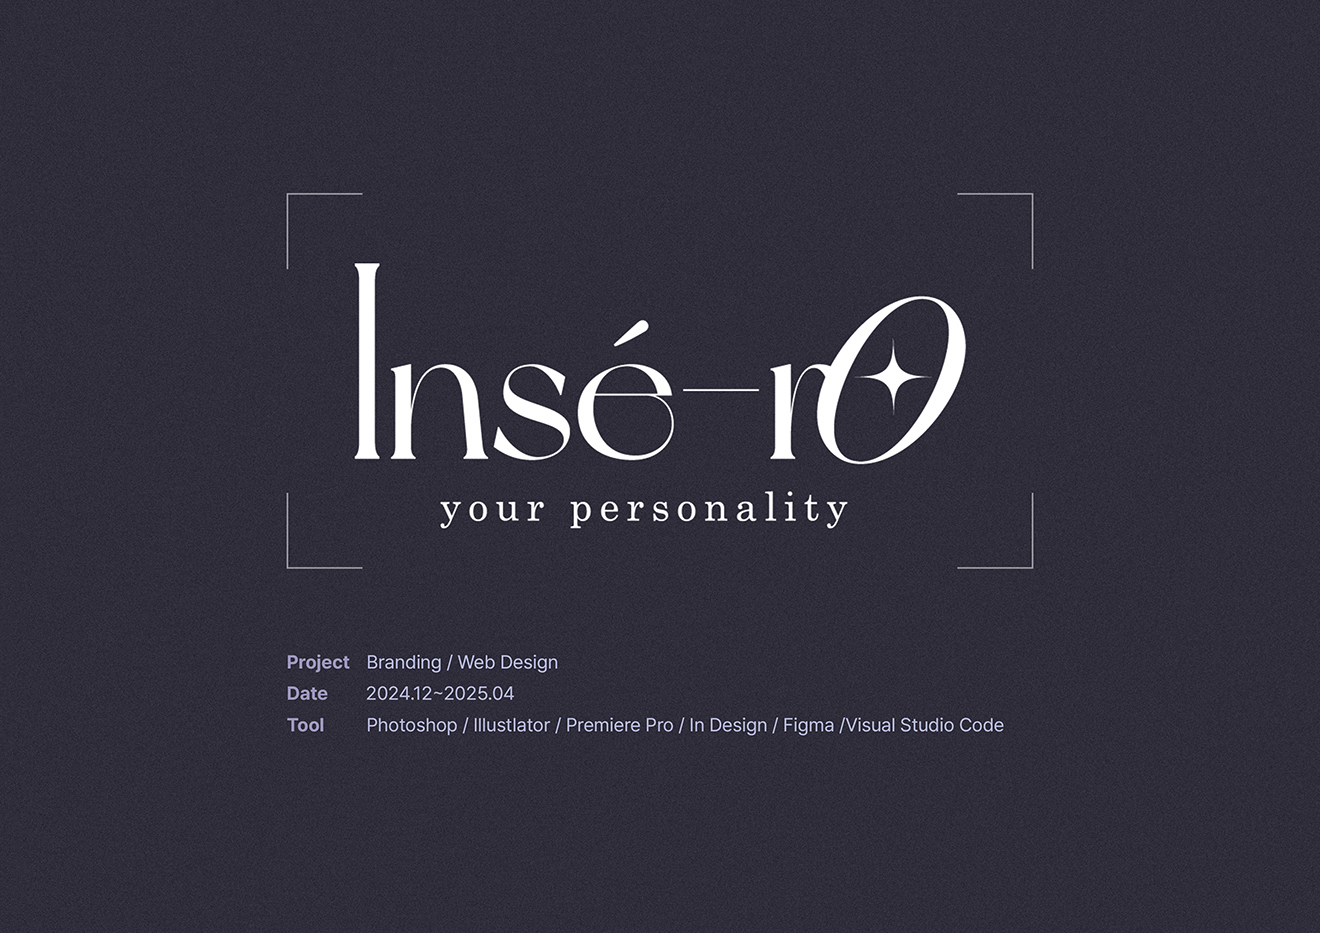 Insé—rO
your personality
Project Branding / Web Design
Date 2024.12~2025.04
Tool Photoshop / Illustlator / Premiere Pro / In Design / Figma /Visual Studio Code